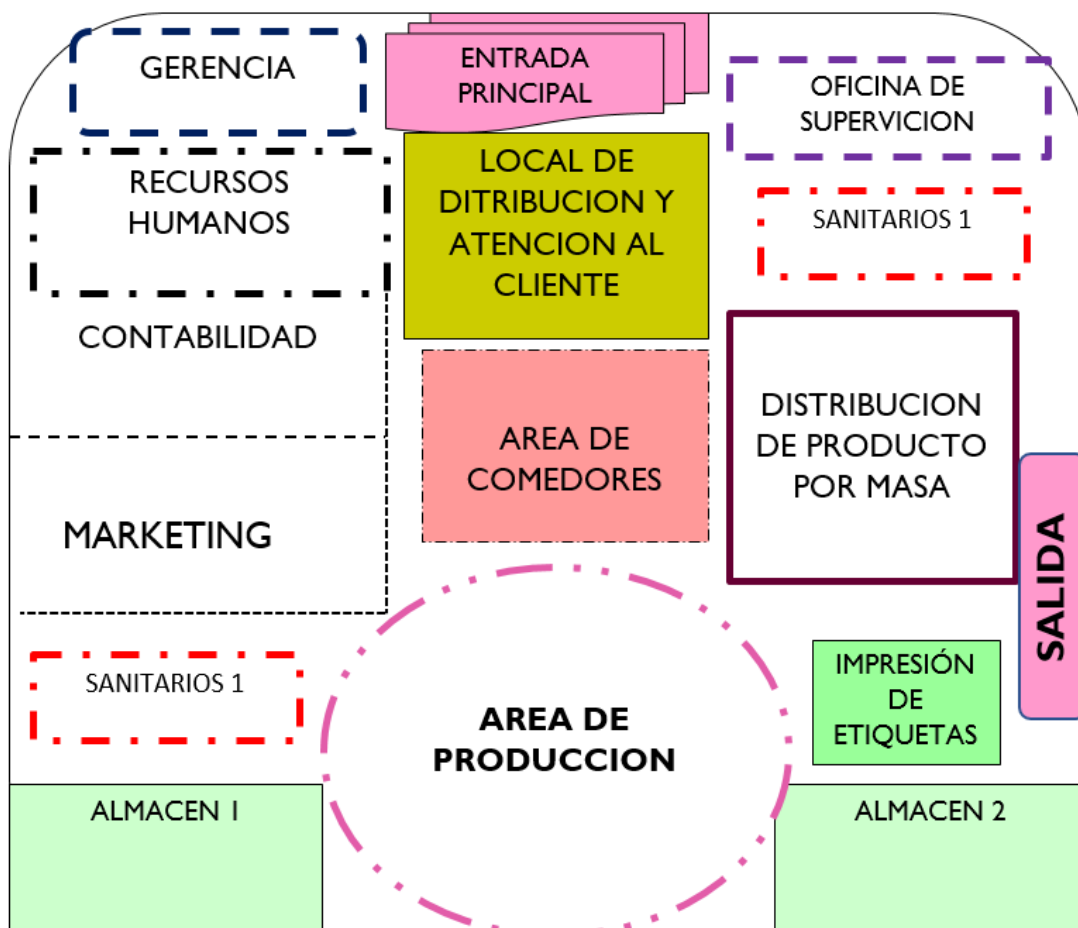 GERENCIA
ENTRADA
PRINCIPAL
OFICINA DE
SUPERVICION
RECURSOS
HUMANOS
LOCAL DE
DITRIBUCION Y
ATENCION AL
CLIENTE
SANITARIOS 1
CONTABILIDAD
AREA DE
COMEDORES
DISTRIBUCION
DE PRODUCTO
POR MASA
MARKETING
SALIDA
SANITARIOS 1
AREA DE
PRODUCCION
IMPRESIÓN
DE
ETIQUETAS
ALMACEN 1
ALMACEN 2